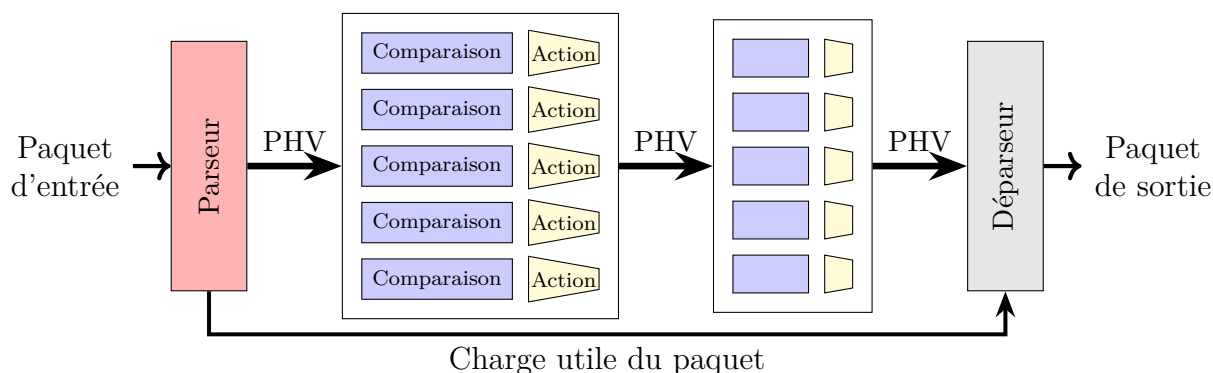 Paquet
d'entrée
Parseur
PHV
Comparaison Action
Comparaison Action
Comparaison Action
Comparaison Action
Comparaison Action
PHV
PHV
Déparseur
Paquet
de sortie
Charge utile du paquet